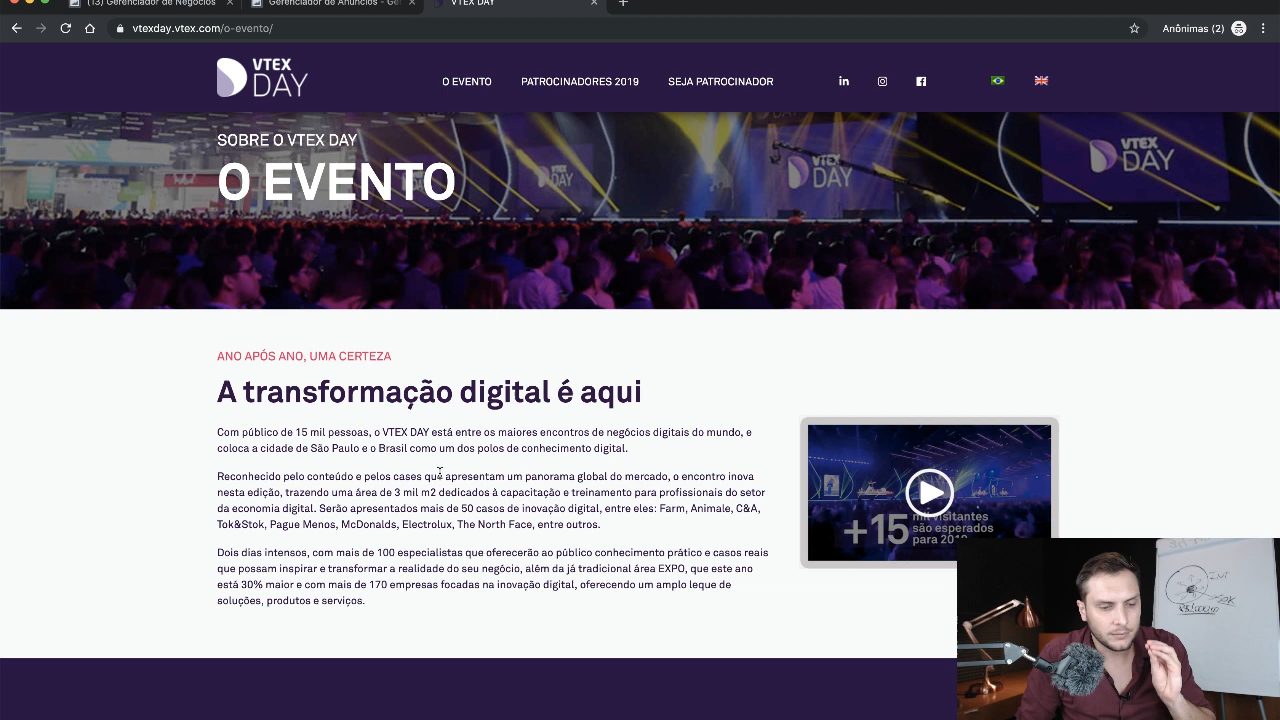 (13) Gerenciador de Negócios
Gerenciador de Anúncios - Ger
VTEX DAY
vtexday.vtex.com/o-evento/
Anônimas (2)
VTEX
DAY
O EVENTO
PATROCINADORES 2019
SEJA PATROCINADOR
SOBRE O VTEX DAY
O EVENTO
VTEX
DAY
VTEX
DAY
VTEX
DAY
ANO APÓS ANO, UMA CERTEZA
A transformação digital é aqui
Com público de 15 mil pessoas, o VTEX DAY está entre os maiores encontros de negócios digitais do mundo, e
coloca a cidade de São Paulo e o Brasil como um dos polos de conhecimento digital.
Reconhecido pelo conteúdo e pelos cases que apresentam um panorama global do mercado, o encontro inova
nesta edição, trazendo uma área de 3 mil m2 dedicados à capacitação e treinamento para profissionais do setor
da economia digital. Serão apresentados mais de 50 casos de inovação digital, entre eles: Farm, Animale, C&A,
Tok&Stok, Pague Menos, McDonalds, Electrolux, The North Face, entre outros.
Dois dias intensos, com mais de 100 especialistas que oferecerão ao público conhecimento prático e casos reais
que possam inspirar e transformar a realidade do seu negócio, além da já tradicional área EXPO, que este ano
está 30% maior e com mais de 170 empresas focadas na inovação digital, oferecendo um amplo leque de
soluções, produtos e serviços.
+15
mil visitantes
são esperados
para